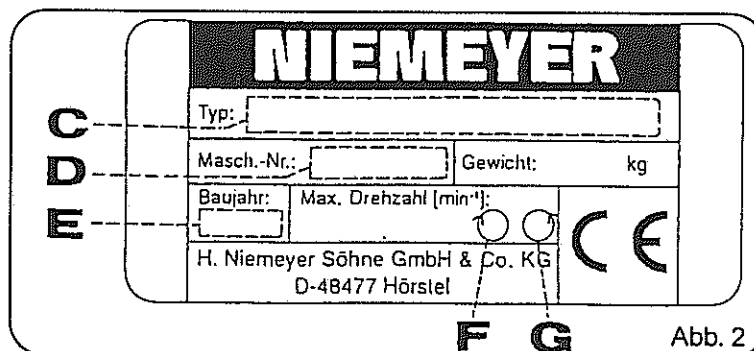 NIEMEYER
C
Typ:
D
Masch.-Nr.:
Gewicht: kg
E
Baujahr:
Max. Drehzahl [min⁻¹]:
CE
H. Niemeyer Söhne GmbH & Co. KG
D-48477 Hörstel
F G
Abb. 2